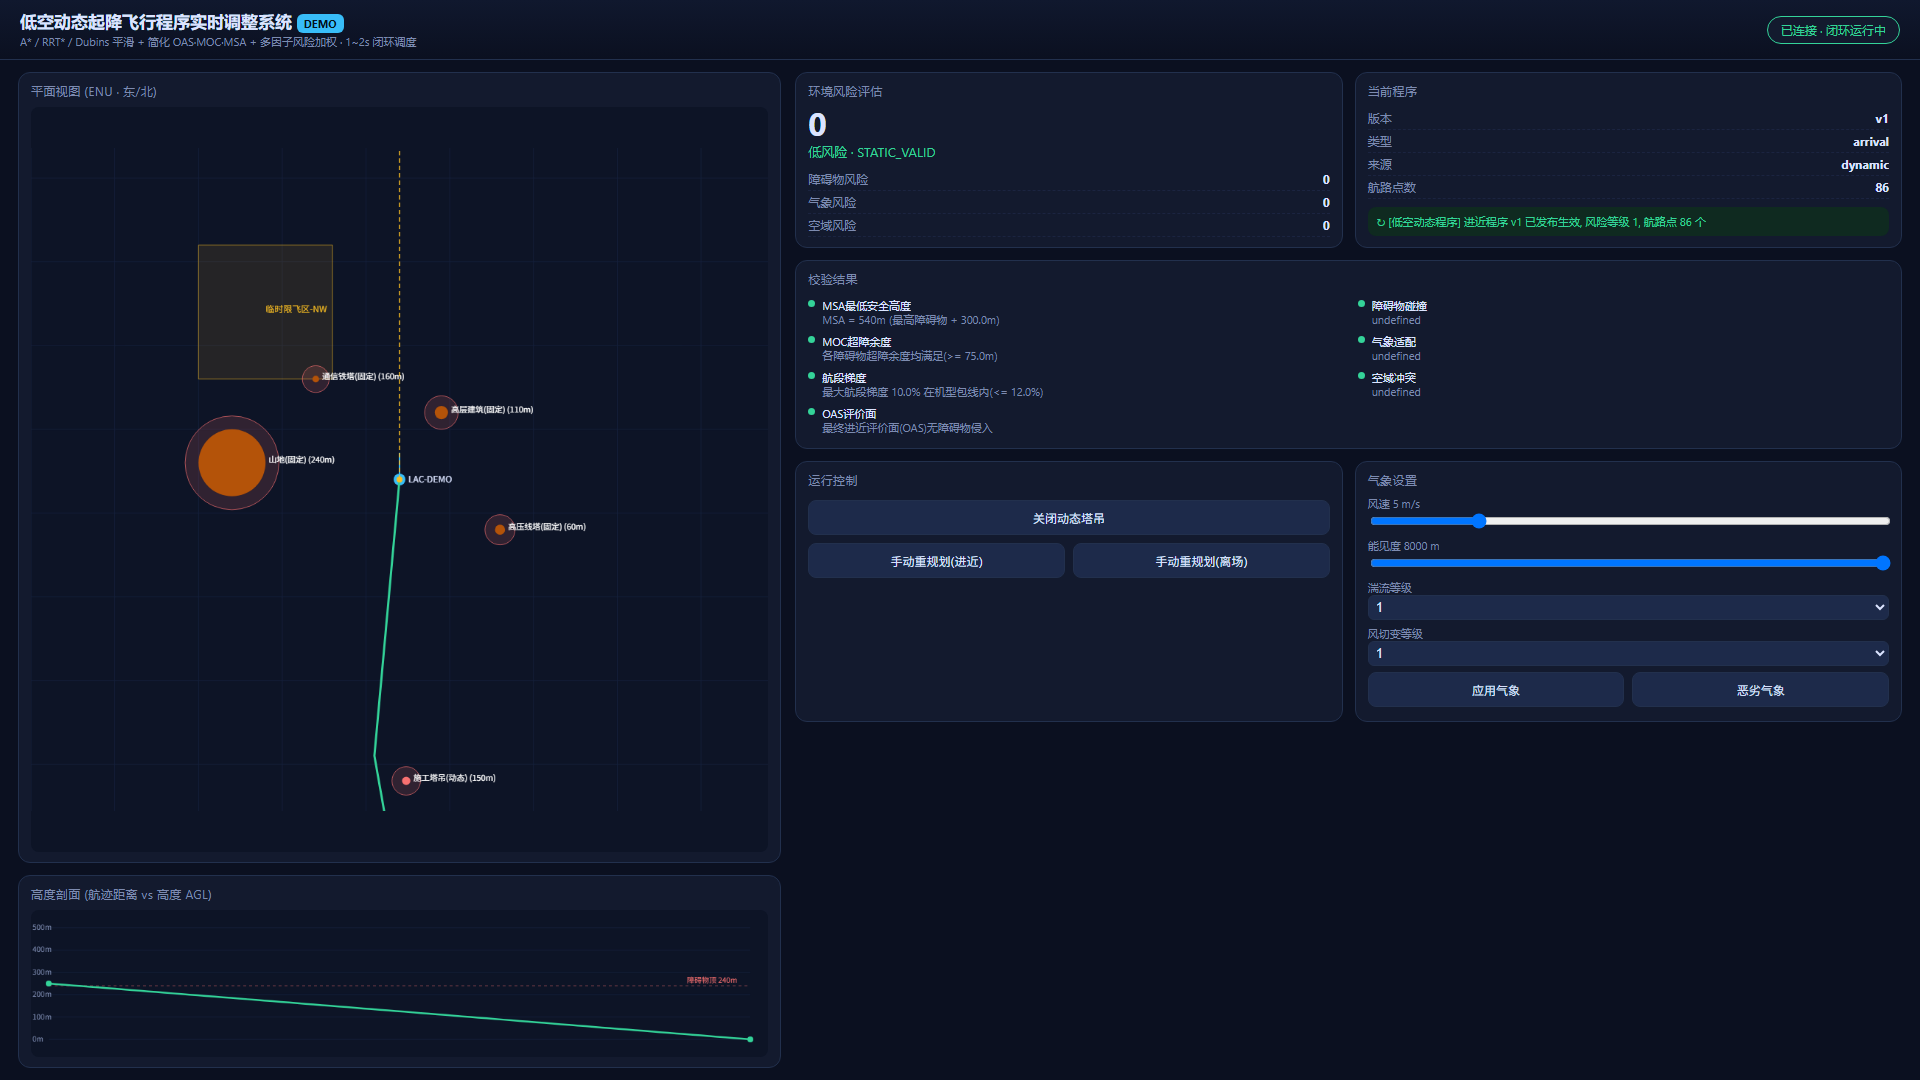 低空动态起降飞行程序实时调整系统 DEMO
A* / RRT* / Dubins 平滑 + 简化 OAS·MOC·MSA + 多因子风险加权 · 1~2s 闭环调度
已连接 · 闭环运行中
平面视图 (ENU · 东/北)
临时限飞区-NW
通信铁塔(固定) (160m)
高层建筑(固定) (110m)
山地(固定) (240m)
LAC-DEMO
高压线塔(固定) (60m)
施工塔吊(动态) (150m)
高度剖面 (航迹距离 vs 高度 AGL)
500m
400m
300m
200m
100m
0m
障碍物顶 240m
环境风险评估
0
低风险 · STATIC_VALID
障碍物风险 0
气象风险 0
空域风险 0
当前程序
版本 v1
类型 arrival
来源 dynamic
航路点数 86
↻ [低空动态程序] 进近程序 v1 已发布生效, 风险等级 1, 航路点 86 个
校验结果
MSA最低安全高度
MSA = 540m (最高障碍物 + 300.0m)
MOC超障余度
各障碍物超障余度均满足(>= 75.0m)
航段梯度
最大航段梯度 10.0% 在机型包线内(<= 12.0%)
OAS评价面
最终进近评价面(OAS)无障碍物侵入
障碍物碰撞
undefined
气象适配
undefined
空域冲突
undefined
运行控制
关闭动态塔吊
手动重规划(进近)
手动重规划(离场)
气象设置
风速 5 m/s
能见度 8000 m
湍流等级
1
风切变等级
1
应用气象
恶劣气象